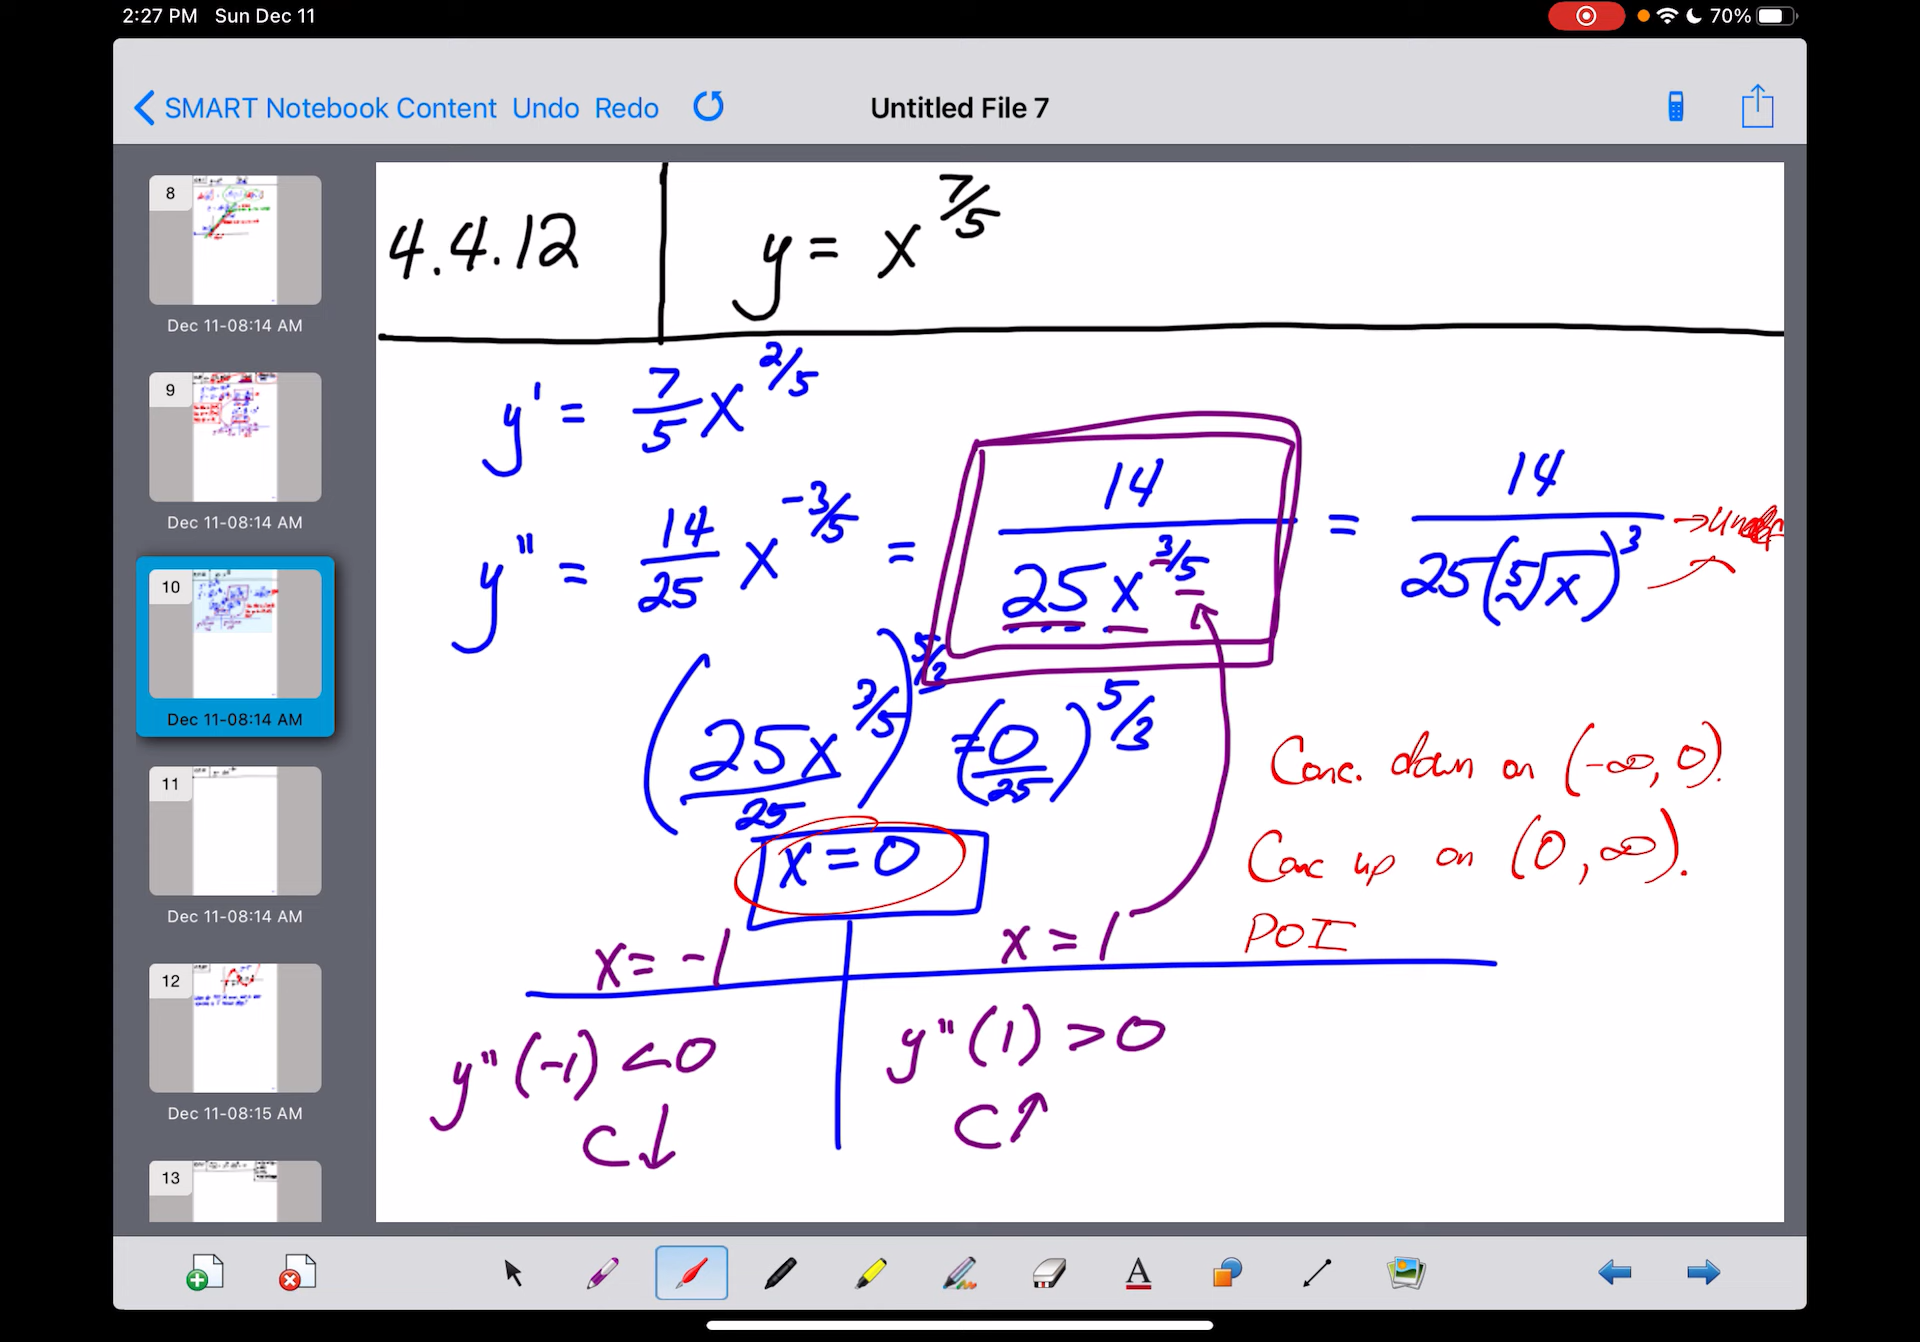 2:27 PM Sun Dec 11
70%
SMART Notebook Content Undo Redo
Untitled File 7
8
Dec 11-08:14 AM
9
Dec 11-08:14 AM
10
Dec 11-08:14 AM
11
Dec 11-08:14 AM
12
Dec 11-08:15 AM
13
4.4.12
y = x^{7/5}
y' = 7/5 x^{2/5}
y'' = 14/25 x^{-3/5} = 14/(25x^{3/5}) = 14/(25(⁵√x)³)
(25x^{3/5}/25)^{5/3} = (0/25)^{5/3}
x = 0
Conc. down on (-∞, 0).
Conc up on (0, ∞).
POI
x = -1
x = 1
y''(-1) < 0
y''(1) > 0
C↓
C↑
A